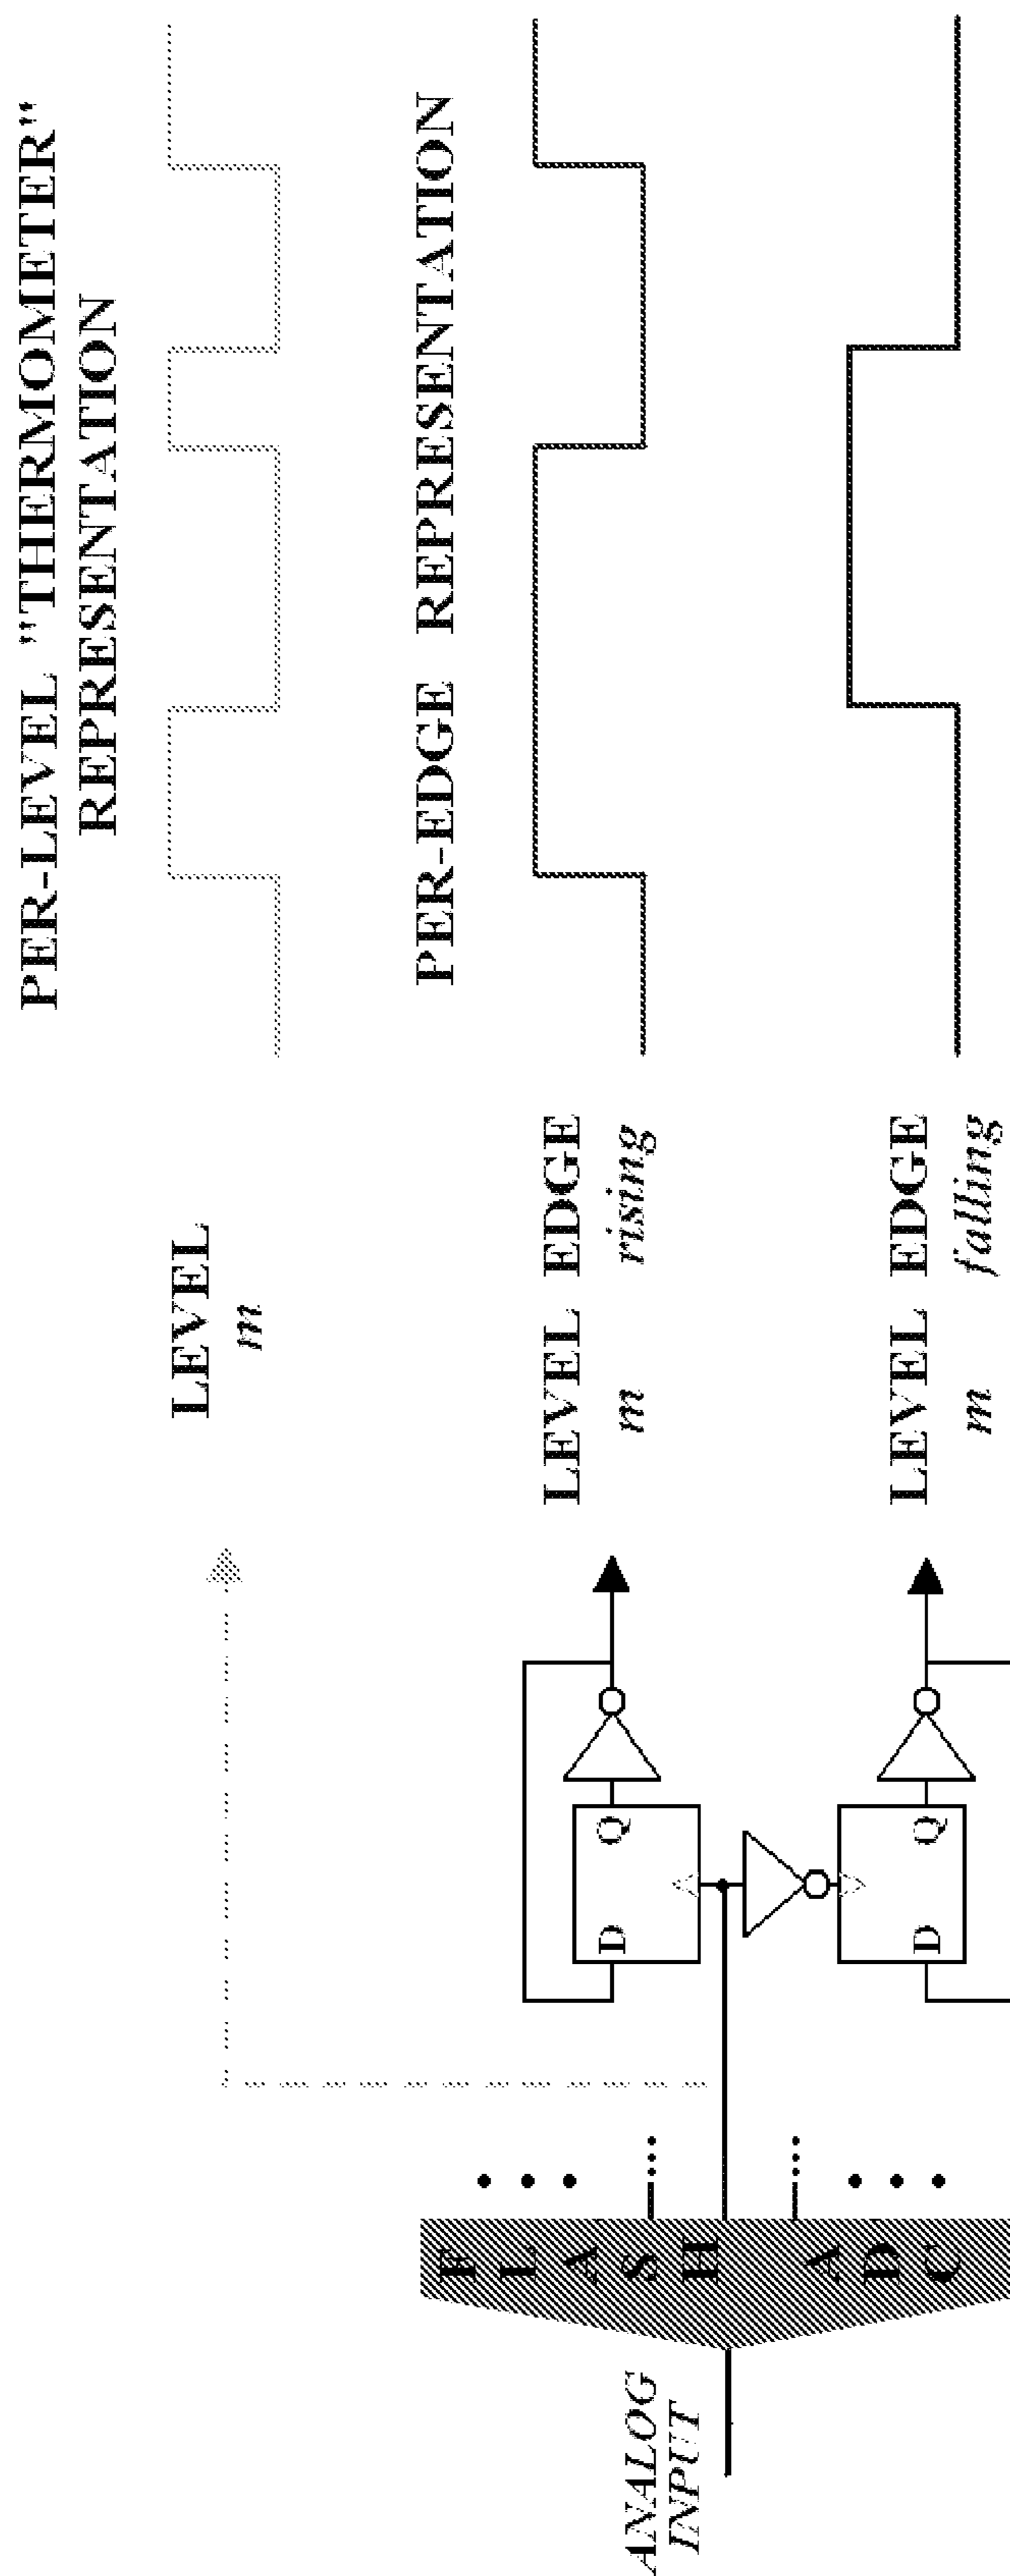 PER-LEVEL "THERMOMETER"
REPRESENTATION
LEVEL
m
PER-EDGE REPRESENTATION
LEVEL EDGE
m rising
LEVEL EDGE
m falling
D Q
D Q
FLASH ADC
ANALOG
INPUT